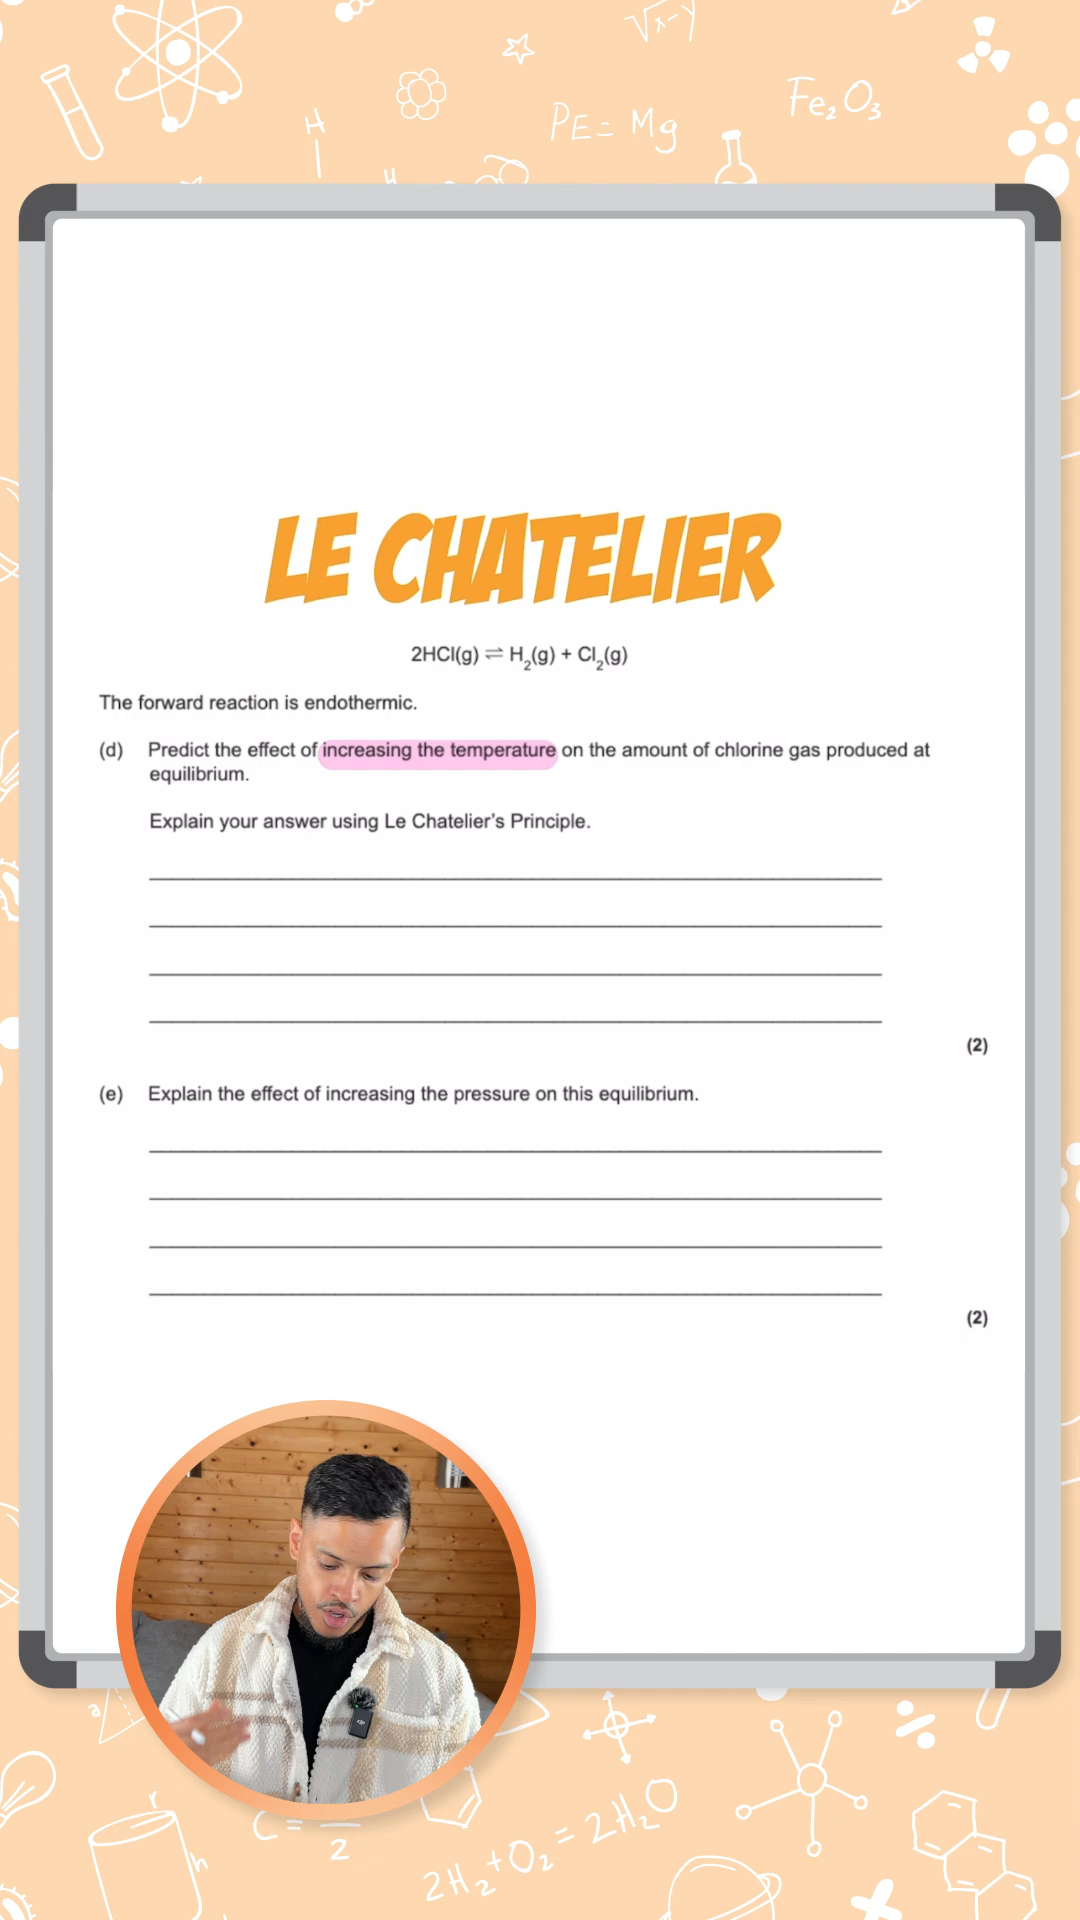 √x-y
Fe₂O₃
PE = Mg
H
H
LE CHATELIER
2HCl(g) ⇌ H₂(g) + Cl₂(g)
The forward reaction is endothermic.
(d) Predict the effect of increasing the temperature on the amount of chlorine gas produced at
equilibrium.
Explain your answer using Le Chatelier's Principle.
(2)
(e) Explain the effect of increasing the pressure on this equilibrium.
(2)
a
r
h
C =
2
2H₂+O₂=2H₂O